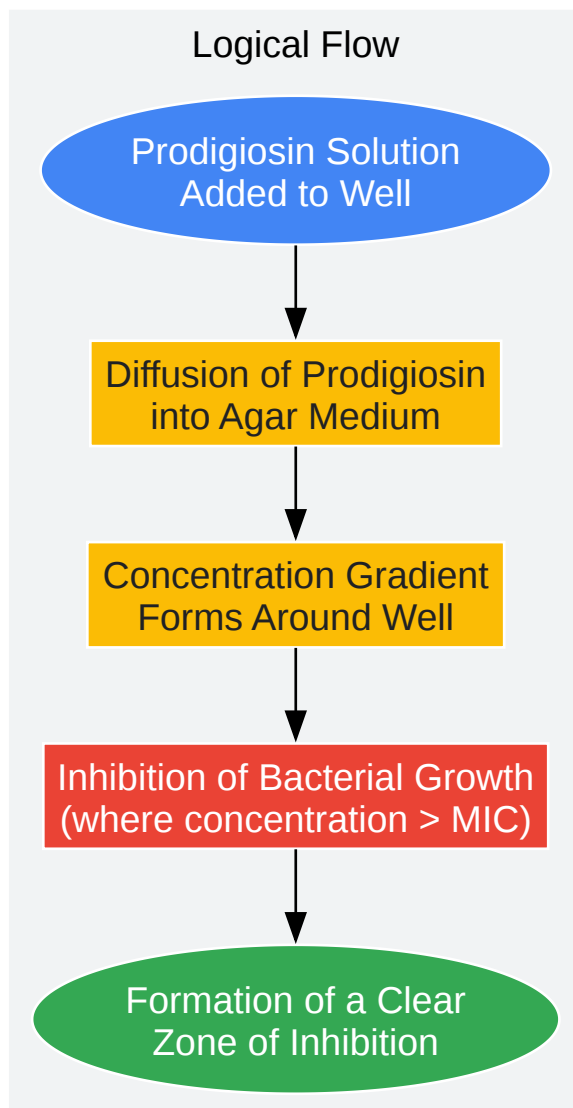 Logical Flow
Prodigiosin Solution
Added to Well
Diffusion of Prodigiosin
into Agar Medium
Concentration Gradient
Forms Around Well
Inhibition of Bacterial Growth
(where concentration > MIC)
Formation of a Clear
Zone of Inhibition